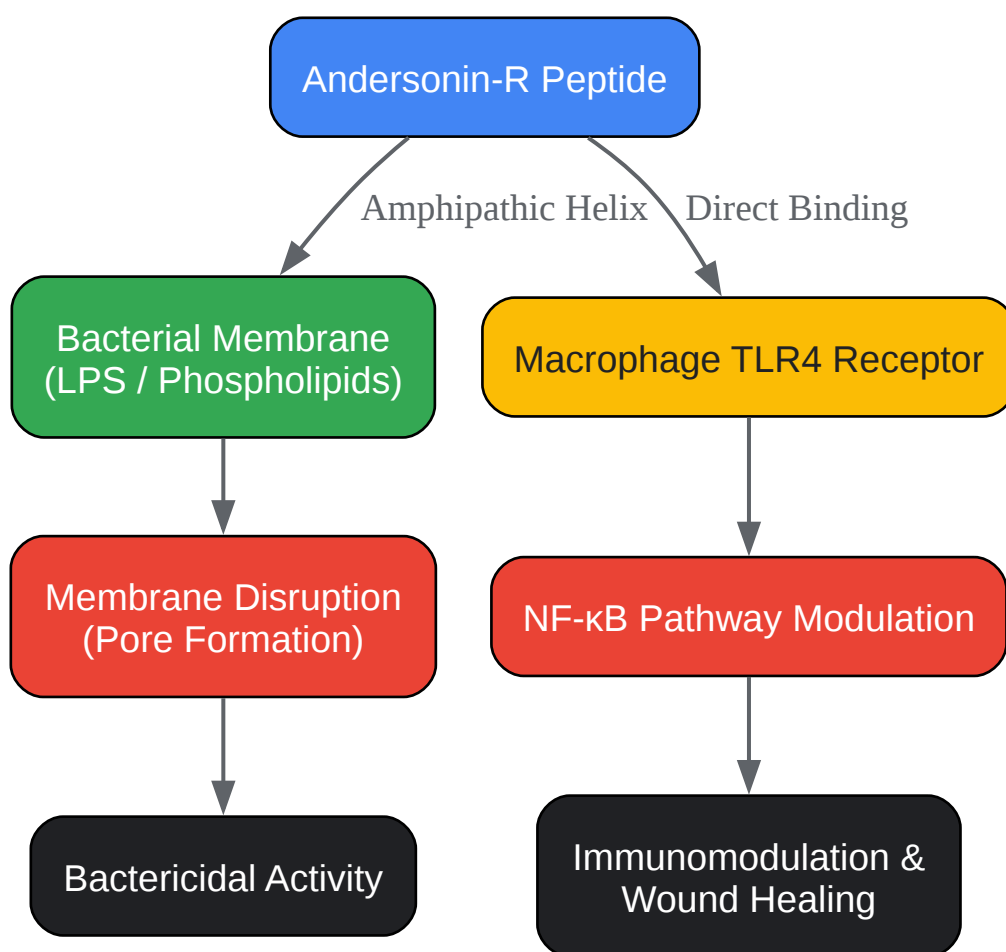 Andersonin-R Peptide
Amphipathic Helix
Direct Binding
Bacterial Membrane
(LPS / Phospholipids)
Macrophage TLR4 Receptor
Membrane Disruption
(Pore Formation)
NF-κB Pathway Modulation
Bactericidal Activity
Immunomodulation &
Wound Healing